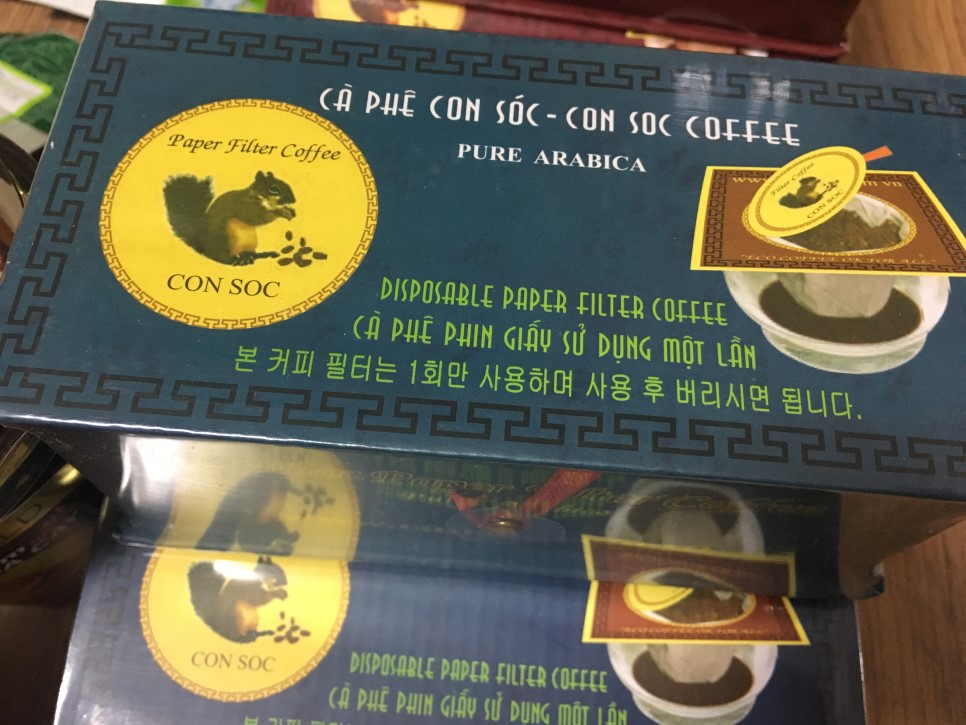 CÀ PHÊ CON SÓC - CON SOC COFFEE
PURE ARABICA
Paper Filter Coffee
CON SOC
Filter Coffee
CON SOC
DISPOSABLE PAPER FILTER COFFEE
CÀ PHÊ PHIN GIẤY SỬ DỤNG MỘT LẦN
본 커피 필터는 1회만 사용하며 사용 후 버리시면 됩니다.
CON SOC
DISPOSABLE PAPER FILTER COFFEE
CÀ PHÊ PHIN GIẤY SỬ DỤNG MỘT LẦN